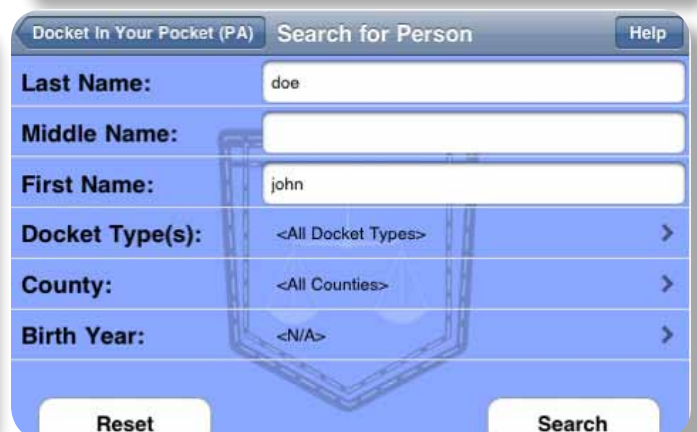 Docket In Your Pocket (PA) Search for Person Help
Last Name: doe
Middle Name:
First Name: john
Docket Type(s): <All Docket Types>
County: <All Counties>
Birth Year: <N/A>
Reset Search